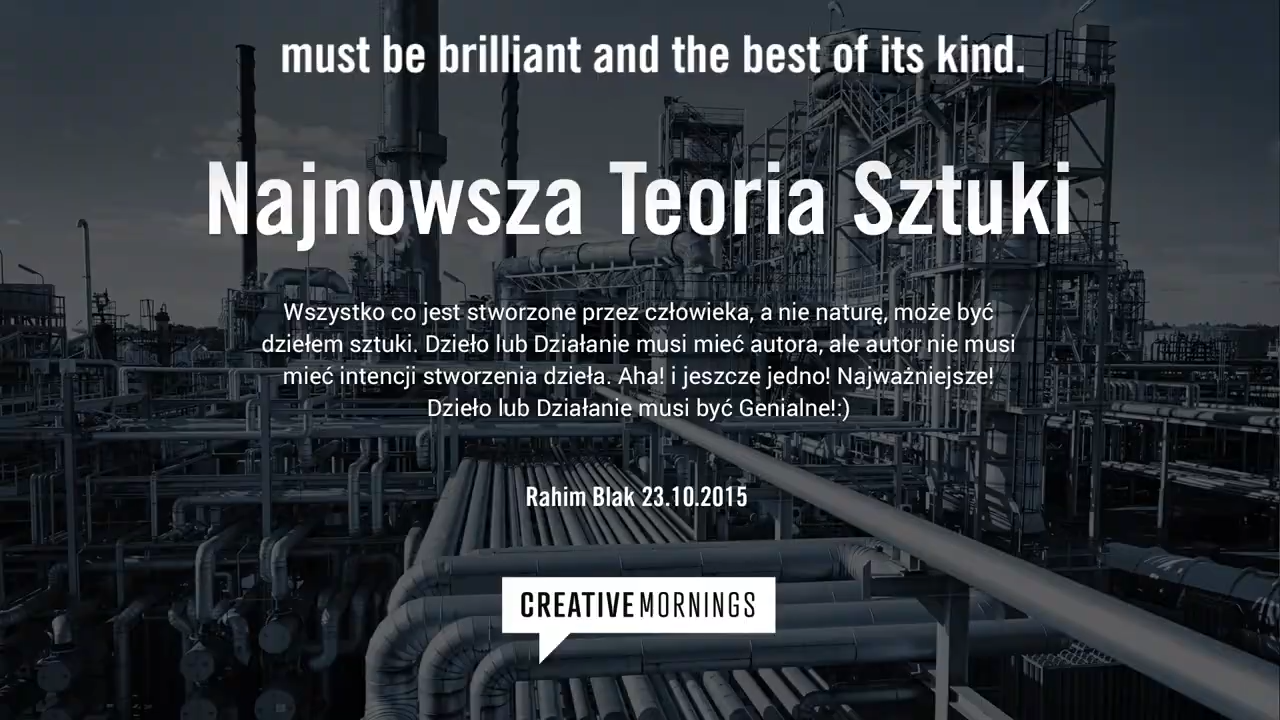 must be brilliant and the best of its kind.
Najnowsza Teoria Sztuki
Wszystko co jest stworzone przez człowieka, a nie naturę, może być
dziełem sztuki. Dzieło lub Działanie musi mieć autora, ale autor nie musi
mieć intencji stworzenia dzieła. Aha! i jeszcze jedno! Najważniejsze!
Dzieło lub Działanie musi być Genialne!:)
Rahim Blak 23.10.2015
CREATIVEMORNINGS